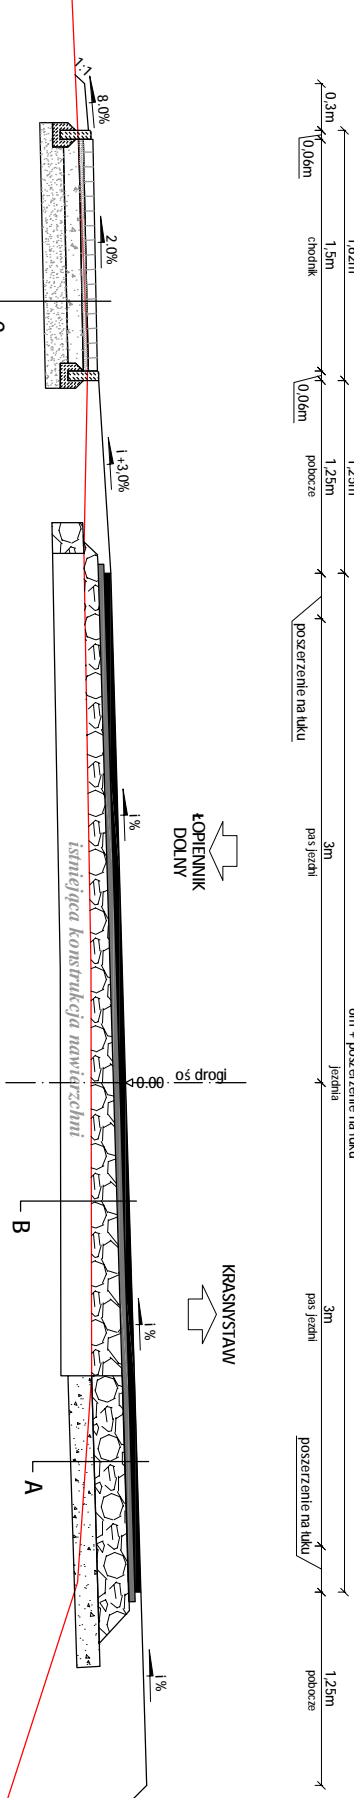 0,3m
0,06m
1,5m
chodnik
0,06m
1,25m
pobocze
poszerzenie na łuku
3m
pas jezdni
jezdnia
3m
pas jezdni
poszerzenie na łuku
1,25m
pobocze
ŁOPIENNIK
DOLNY
KRASNYSTAW
oś drogi
0.00
1:1
8.0%
2.0%
i +3,0%
i%
i%
i%
istniejąca konstrukcja nawierzchni
B
A